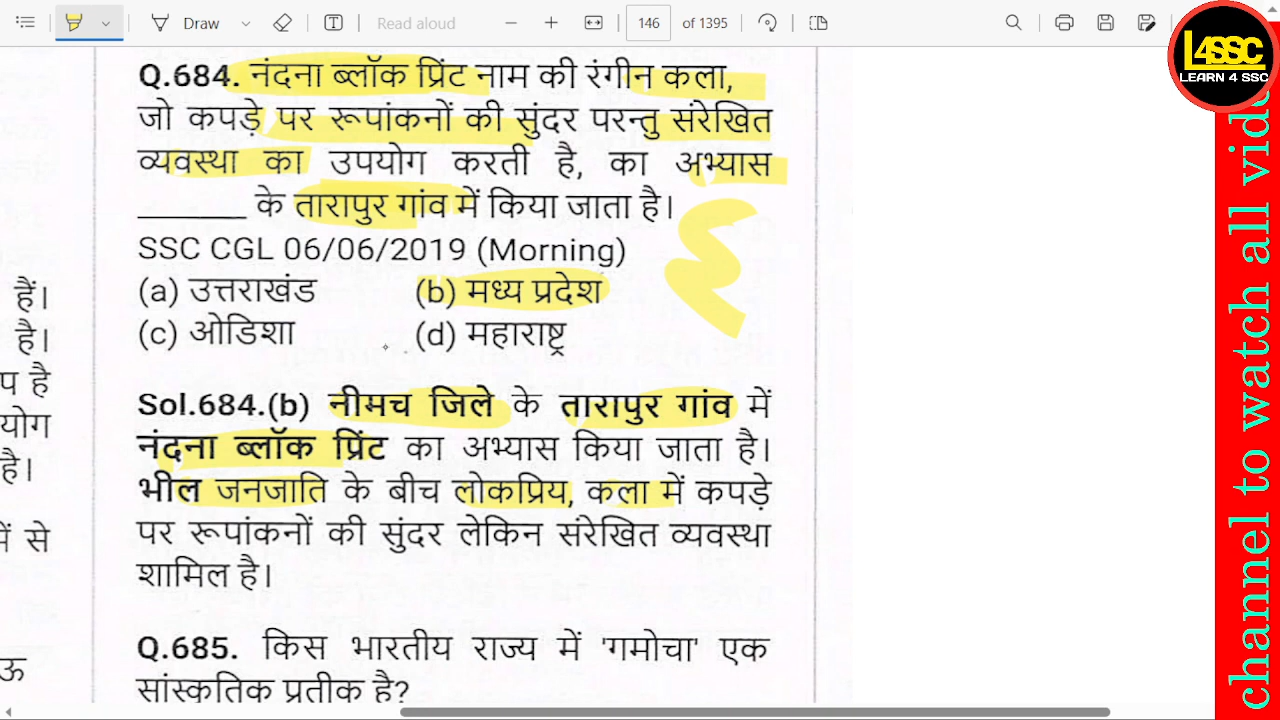 Draw
Read aloud
146
of 1395
L4SSC
LEARN 4 SSC
Q.684. नंदना ब्लॉक प्रिंट नाम की रंगीन कला,
जो कपड़े पर रूपांकनों की सुंदर परन्तु संरेखित
व्यवस्था का उपयोग करती है, का अभ्यास
_______ के तारापुर गांव में किया जाता है।
SSC CGL 06/06/2019 (Morning)
(a) उत्तराखंड (b) मध्य प्रदेश
(c) ओडिशा (d) महाराष्ट्र
Sol.684.(b) नीमच जिले के तारापुर गांव में
नंदना ब्लॉक प्रिंट का अभ्यास किया जाता है।
भील जनजाति के बीच लोकप्रिय, कला में कपड़े
पर रूपांकनों की सुंदर लेकिन संरेखित व्यवस्था
शामिल है।
Q.685. किस भारतीय राज्य में 'गमोचा' एक
सांस्कृतिक प्रतीक है?
हैं।
है।
प है
योग
है।
में से
ऊ
channel to watch all